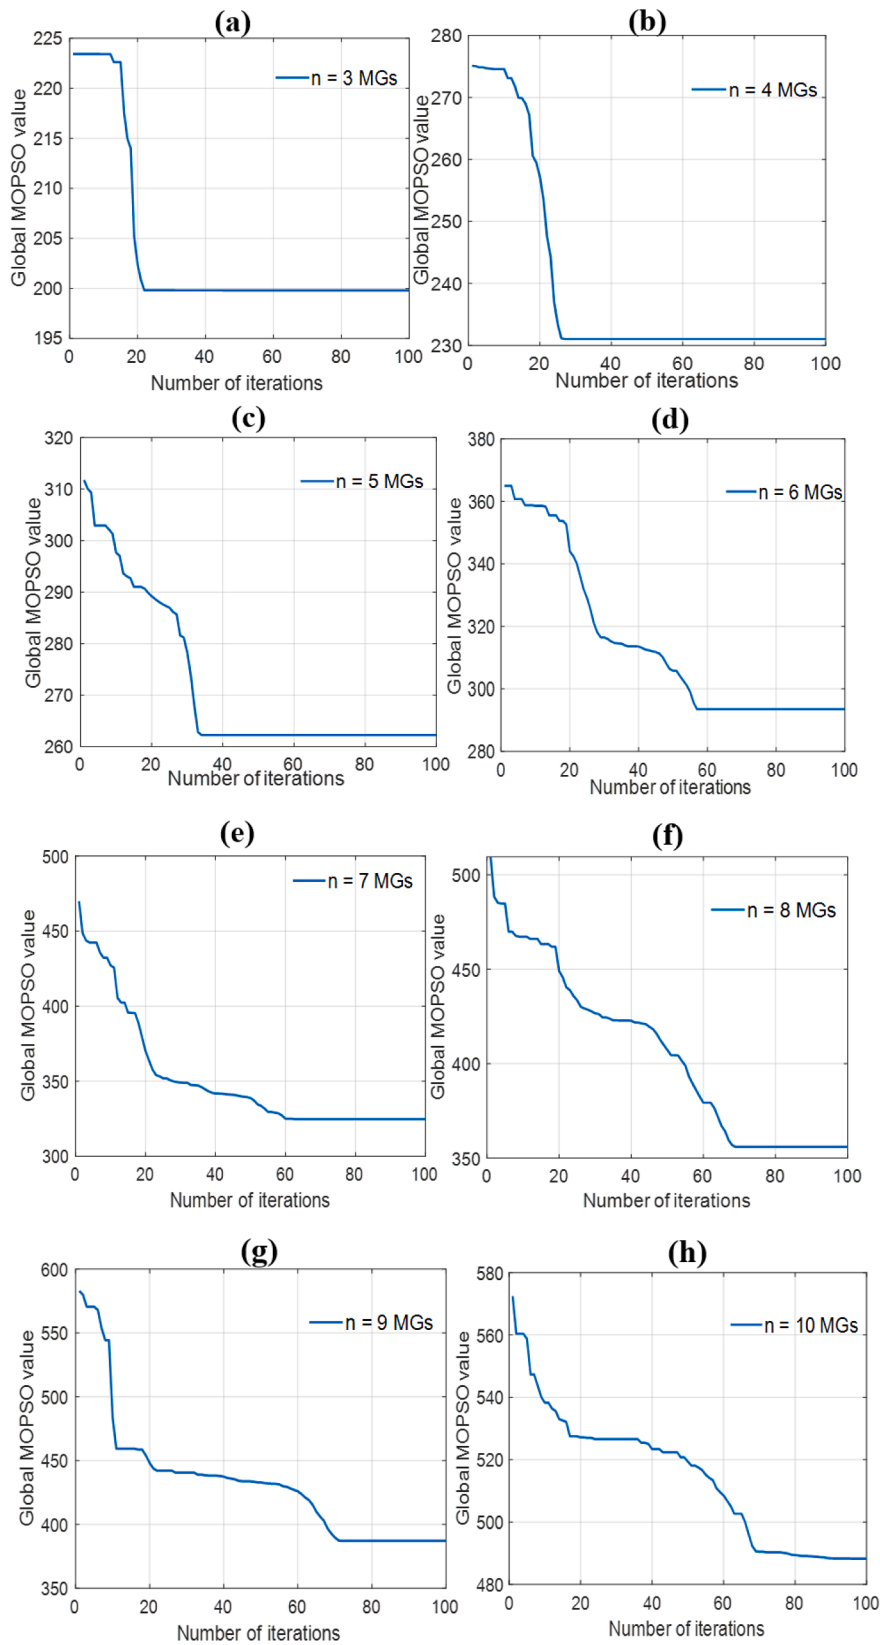 (a)
225
220
215
210
205
200
195
Global MOPSO value
n = 3 MGs
0 20 40 60 80 100
Number of iterations
(b)
280
270
260
250
240
230
Global MOPSO value
n = 4 MGs
0 20 40 60 80 100
Number of iterations
(c)
320
310
300
290
280
270
260
Global MOPSO value
n = 5 MGs
0 20 40 60 80 100
Number of iterations
(d)
380
360
340
320
300
280
Global MOPSO value
n = 6 MGs
0 20 40 60 80 100
Number of iterations
(e)
500
450
400
350
300
Global MOPSO value
n = 7 MGs
0 20 40 60 80 100
Number of iterations
(f)
500
450
400
350
Global MOPSO value
n = 8 MGs
0 20 40 60 80 100
Number of iterations
(g)
600
550
500
450
400
350
Global MOPSO value
n = 9 MGs
0 20 40 60 80 100
Number of iterations
(h)
580
560
540
520
500
480
Global MOPSO value
n = 10 MGs
0 20 40 60 80 100
Number of iterations